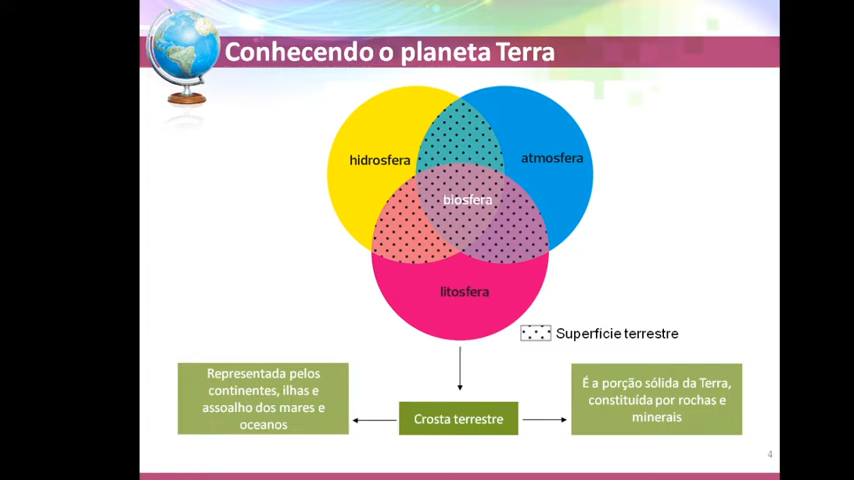 Conhecendo o planeta Terra
hidrosfera
atmosfera
biosfera
litosfera
Superficie terrestre
Representada pelos
continentes, ilhas e
assoalho dos mares e
oceanos
Crosta terrestre
É a porção sólida da Terra,
constituída por rochas e
minerais
4